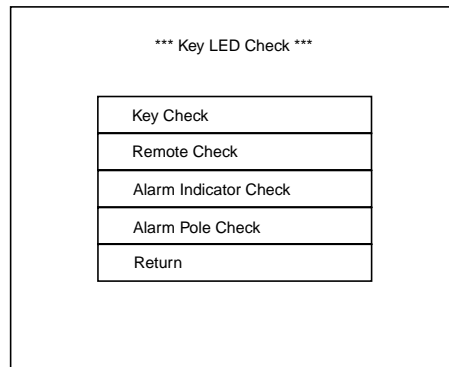 *** Key LED Check ***
Key Check
Remote Check
Alarm Indicator Check
Alarm Pole Check
Return